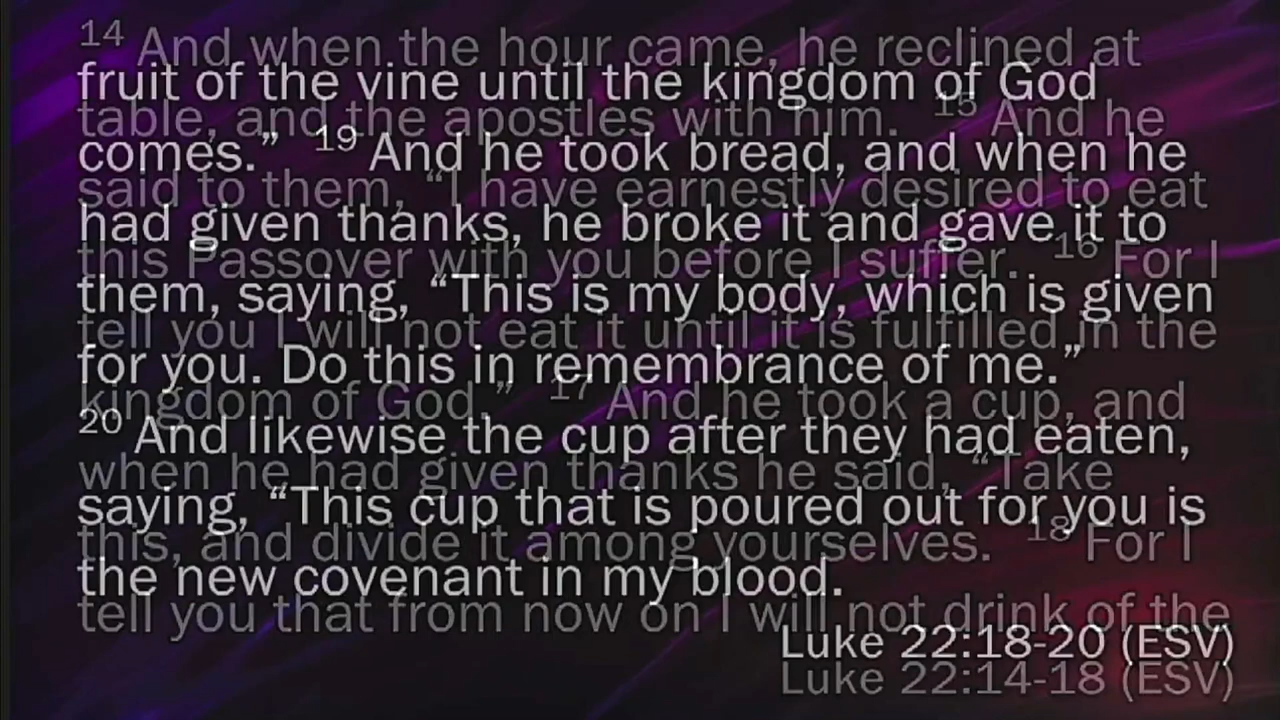 14 And when the hour came, he reclined at
fruit of the vine until the kingdom of God
table, and the apostles with him. 15 And he
comes.” 19 And he took bread, and when he
said to them, “I have earnestly desired to eat
had given thanks, he broke it and gave it to
this Passover with you before I suffer. 16 For I
them, saying, “This is my body, which is given
tell you I will not eat it until it is fulfilled in the
for you. Do this in remembrance of me.”
kingdom of God.” 17 And he took a cup, and
20 And likewise the cup after they had eaten,
when he had given thanks he said, “Take
saying, “This cup that is poured out for you is
this, and divide it among yourselves. 18 For I
the new covenant in my blood.
tell you that from now on I will not drink of the
Luke 22:18-20 (ESV)
Luke 22:14-18 (ESV)